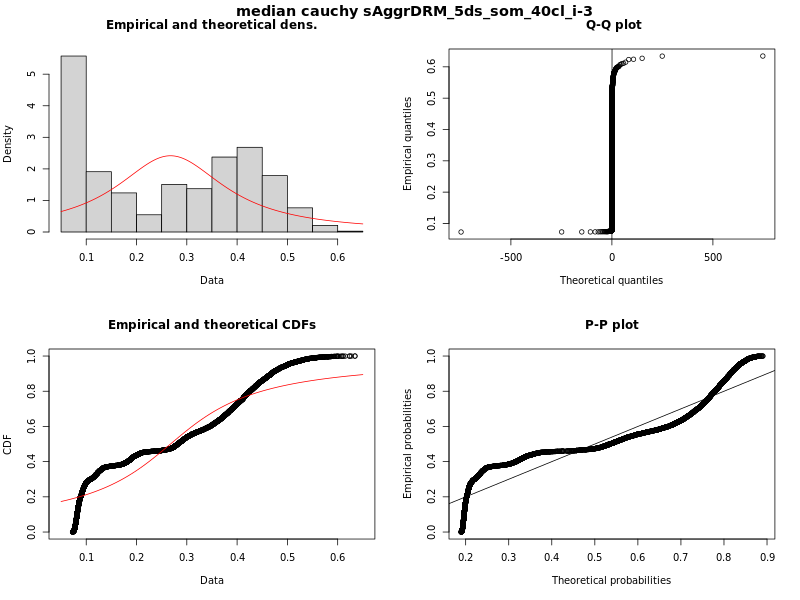 median cauchy sAggrDRM_5ds_som_40cl_i-3
Empirical and theoretical dens.
Density
0 1 2 3 4 5
0.1 0.2 0.3 0.4 0.5 0.6
Data
Q-Q plot
Empirical quantiles
0.1 0.2 0.3 0.4 0.5 0.6
-500 0 500
Theoretical quantiles
Empirical and theoretical CDFs
CDF
0.0 0.2 0.4 0.6 0.8 1.0
0.1 0.2 0.3 0.4 0.5 0.6
Data
P-P plot
Empirical probabilities
0.0 0.2 0.4 0.6 0.8 1.0
0.2 0.3 0.4 0.5 0.6 0.7 0.8 0.9
Theoretical probabilities